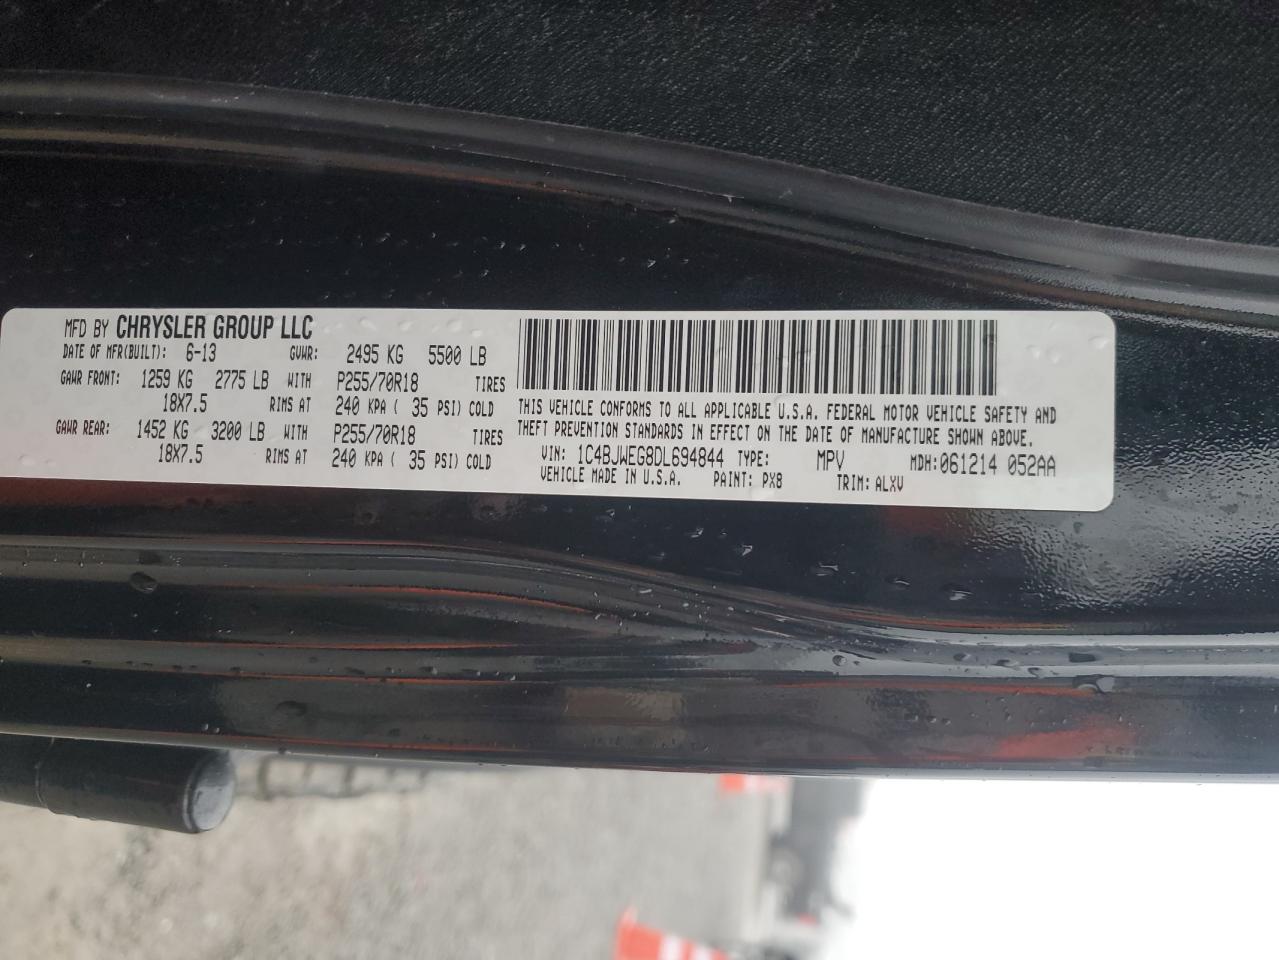 MFD BY CHRYSLER GROUP LLC
DATE OF MFR(BUILT): 6-13 GVWR: 2495 KG 5500 LB
GAWR FRONT: 1259 KG 2775 LB WITH P255/70R18 TIRES
18X7.5 RIMS AT 240 KPA ( 35 PSI) COLD
GAWR REAR: 1452 KG 3200 LB WITH P255/70R18 TIRES
18X7.5 RIMS AT 240 KPA ( 35 PSI) COLD
THIS VEHICLE CONFORMS TO ALL APPLICABLE U.S.A. FEDERAL MOTOR VEHICLE SAFETY AND
THEFT PREVENTION STANDARDS IN EFFECT ON THE DATE OF MANUFACTURE SHOWN ABOVE.
VIN: 1C4BJWEG8DL694844 TYPE: MPV MDH:061214 052AA
VEHICLE MADE IN U.S.A. PAINT: PX8 TRIM: ALXV